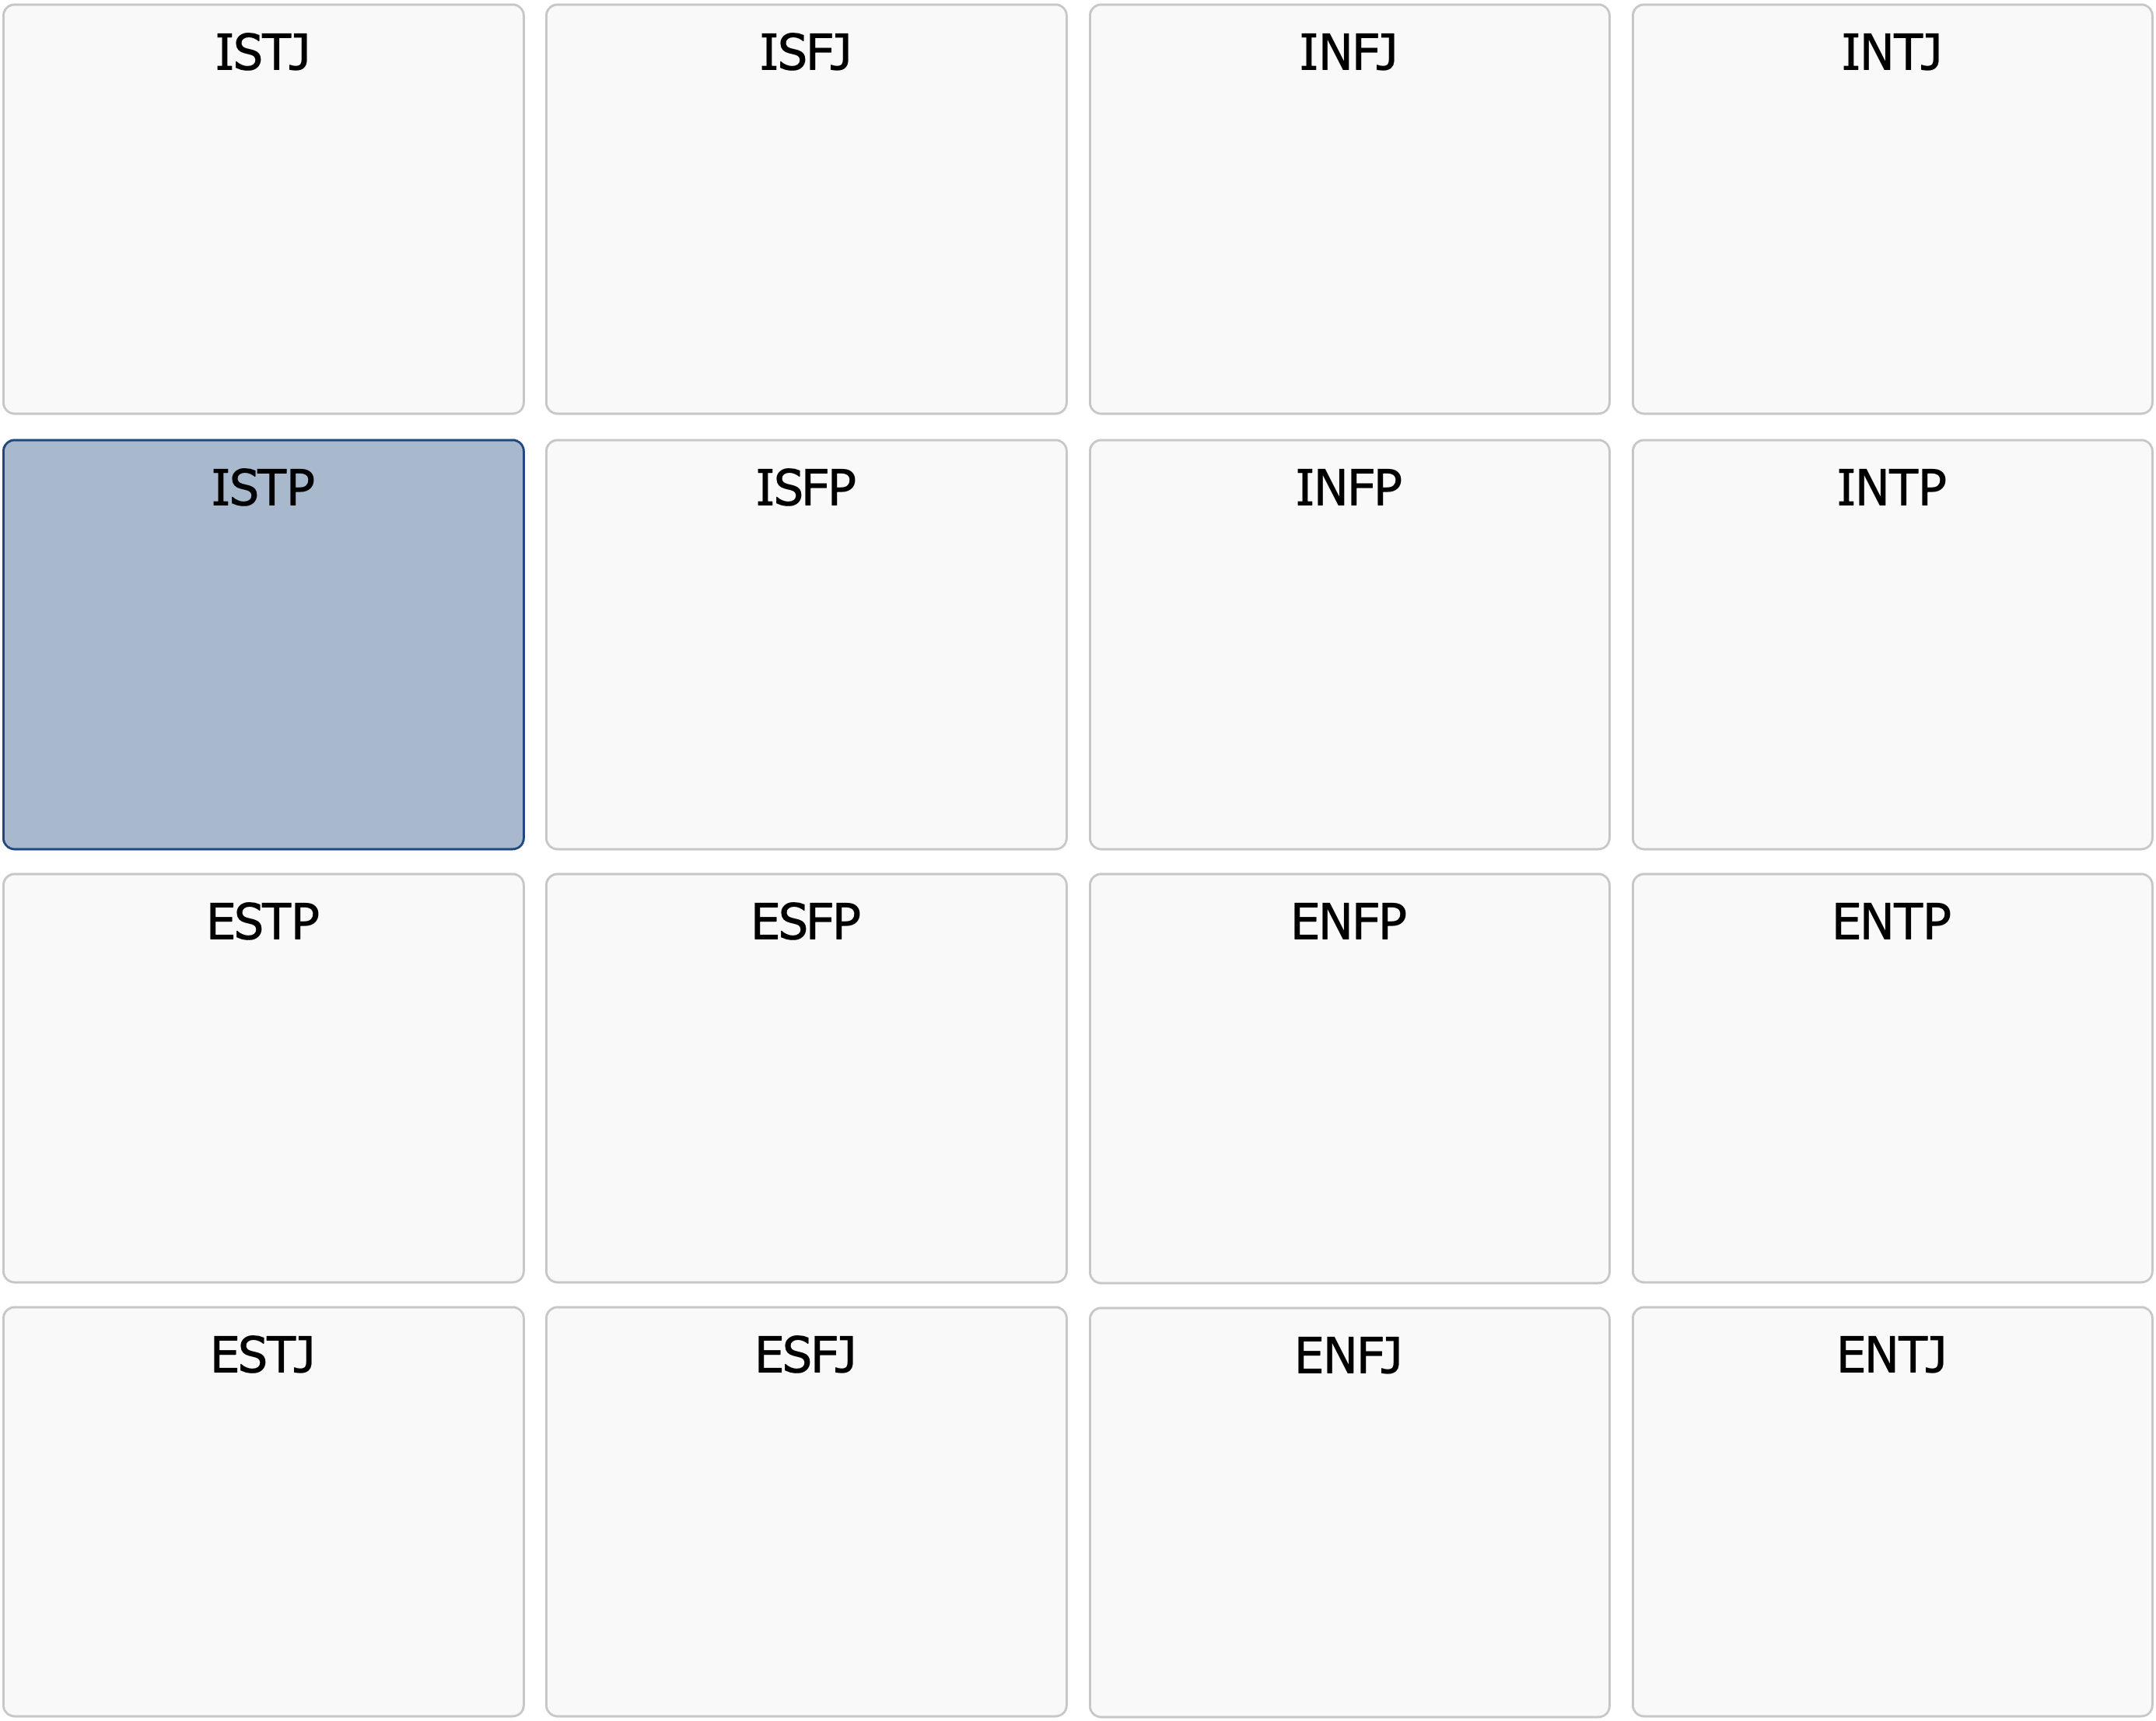 ISTJ ISFJ INFJ INTJ
ISTP ISFP INFP INTP
ESTP ESFP ENFP ENTP
ESTJ ESFJ ENFJ ENTJ